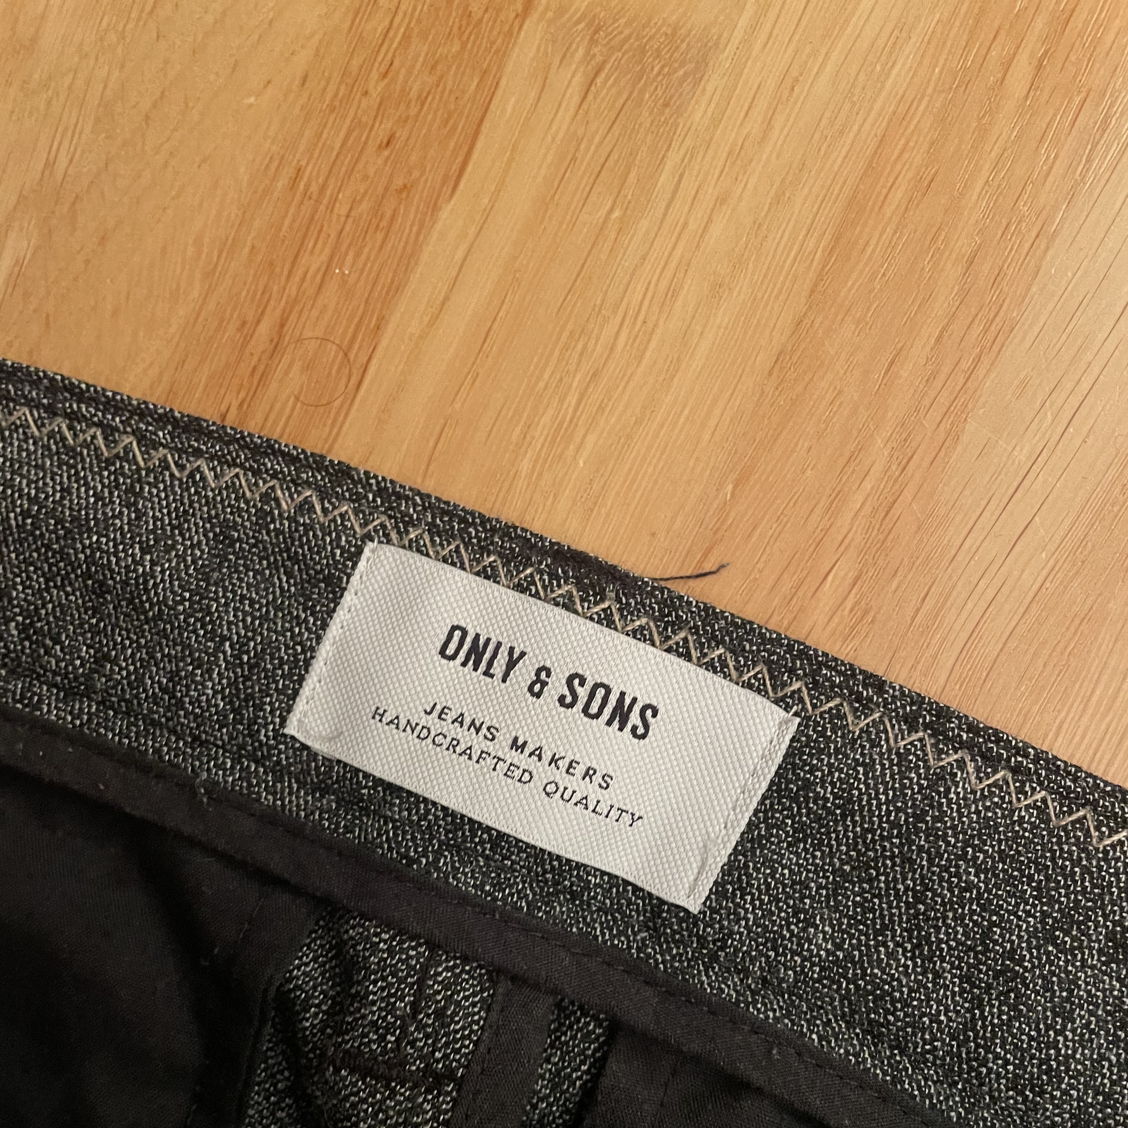 ONLY & SONS
JEANS MAKERS
HANDCRAFTED QUALITY